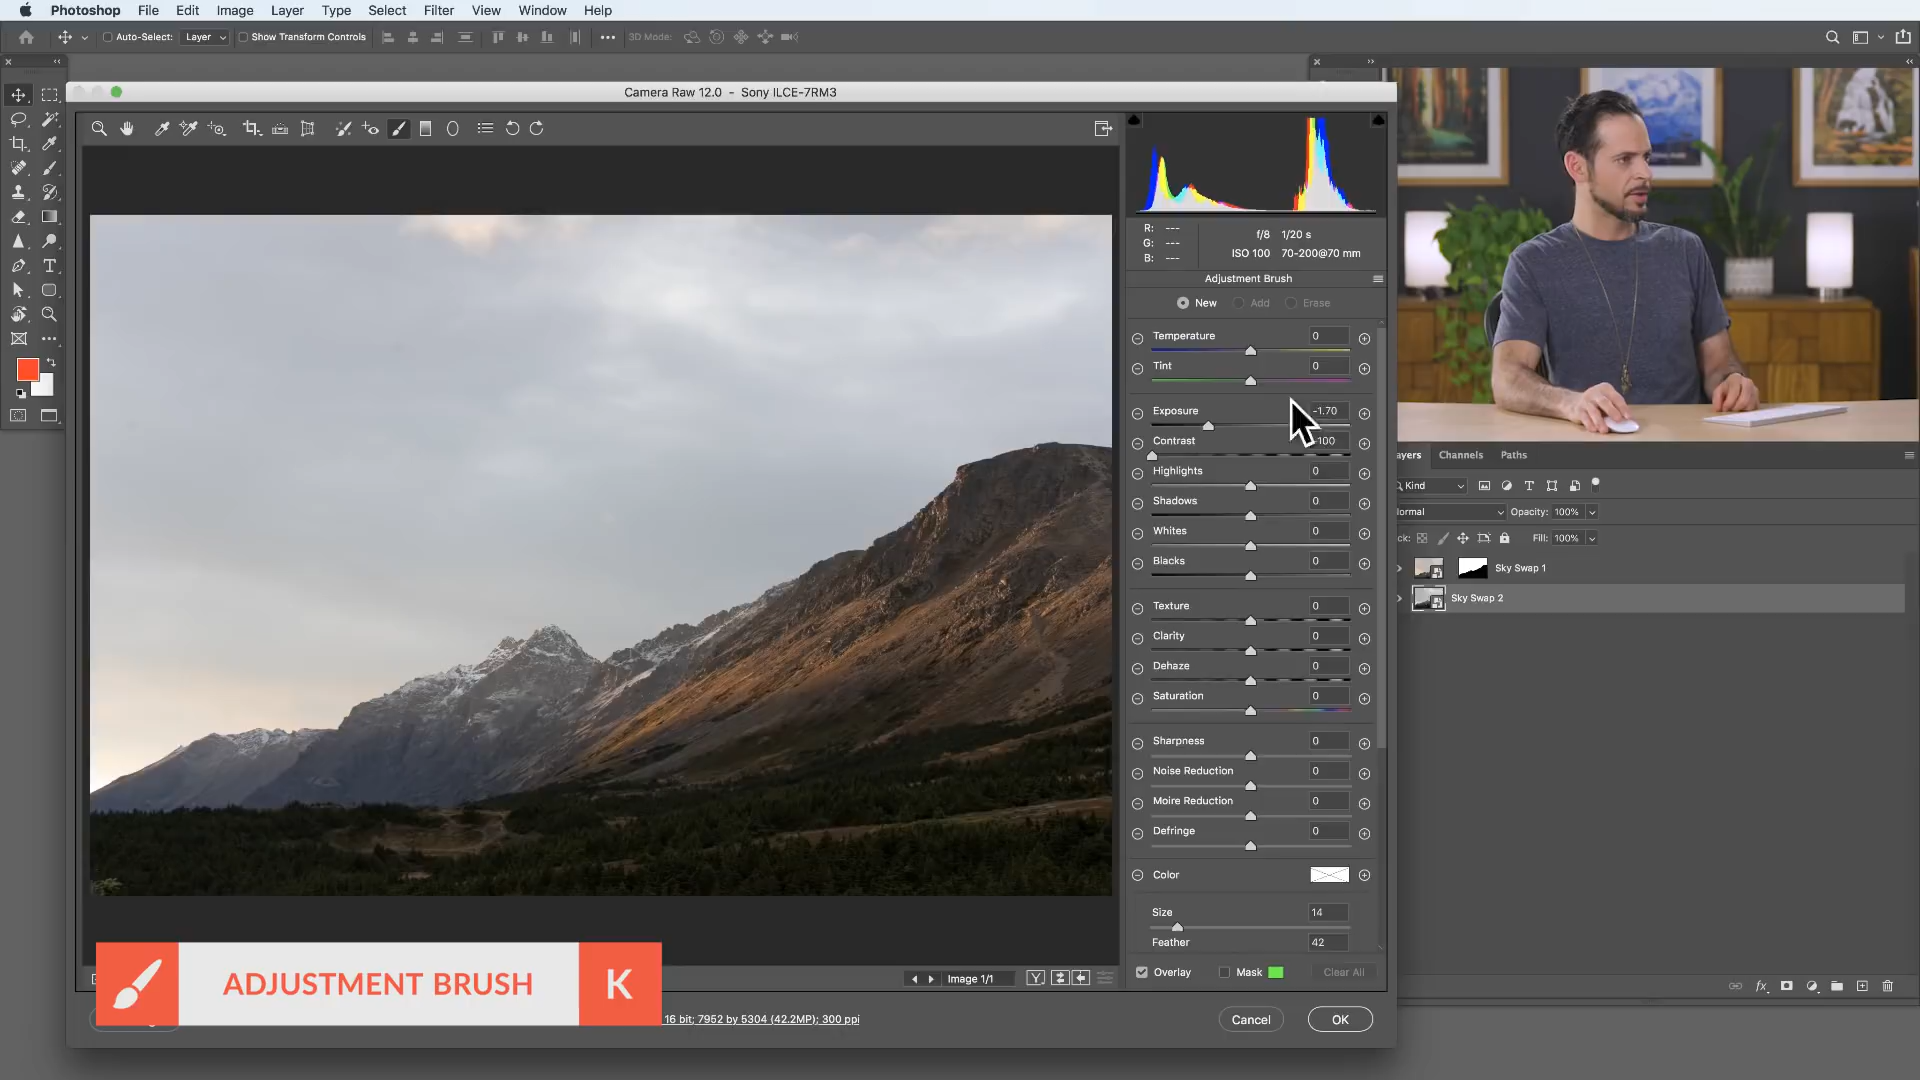 Photoshop File Edit Image Layer Type Select Filter View Window Help
Auto-Select: Layer Show Transform Controls 3D Mode:
Camera Raw 12.0 - Sony ILCE-7RM3
R: ---
G: ---
B: ---
f/8 1/20 s
ISO 100 70-200@70 mm
Adjustment Brush
New Add Erase
Temperature 0
Tint 0
Exposure -1.70
Contrast 100
Highlights 0
Shadows 0
Whites 0
Blacks 0
Texture 0
Clarity 0
Dehaze 0
Saturation 0
Sharpness 0
Noise Reduction 0
Moire Reduction 0
Defringe 0
Color
Size 14
Feather 42
Overlay Mask Clear All
Image 1/1
Y
16 bit; 7952 by 5304 (42.2MP); 300 ppi
Cancel OK
ADJUSTMENT BRUSH K
ayers Channels Paths
Kind
ormal Opacity: 100%
ck: Fill: 100%
Sky Swap 1
Sky Swap 2
fx